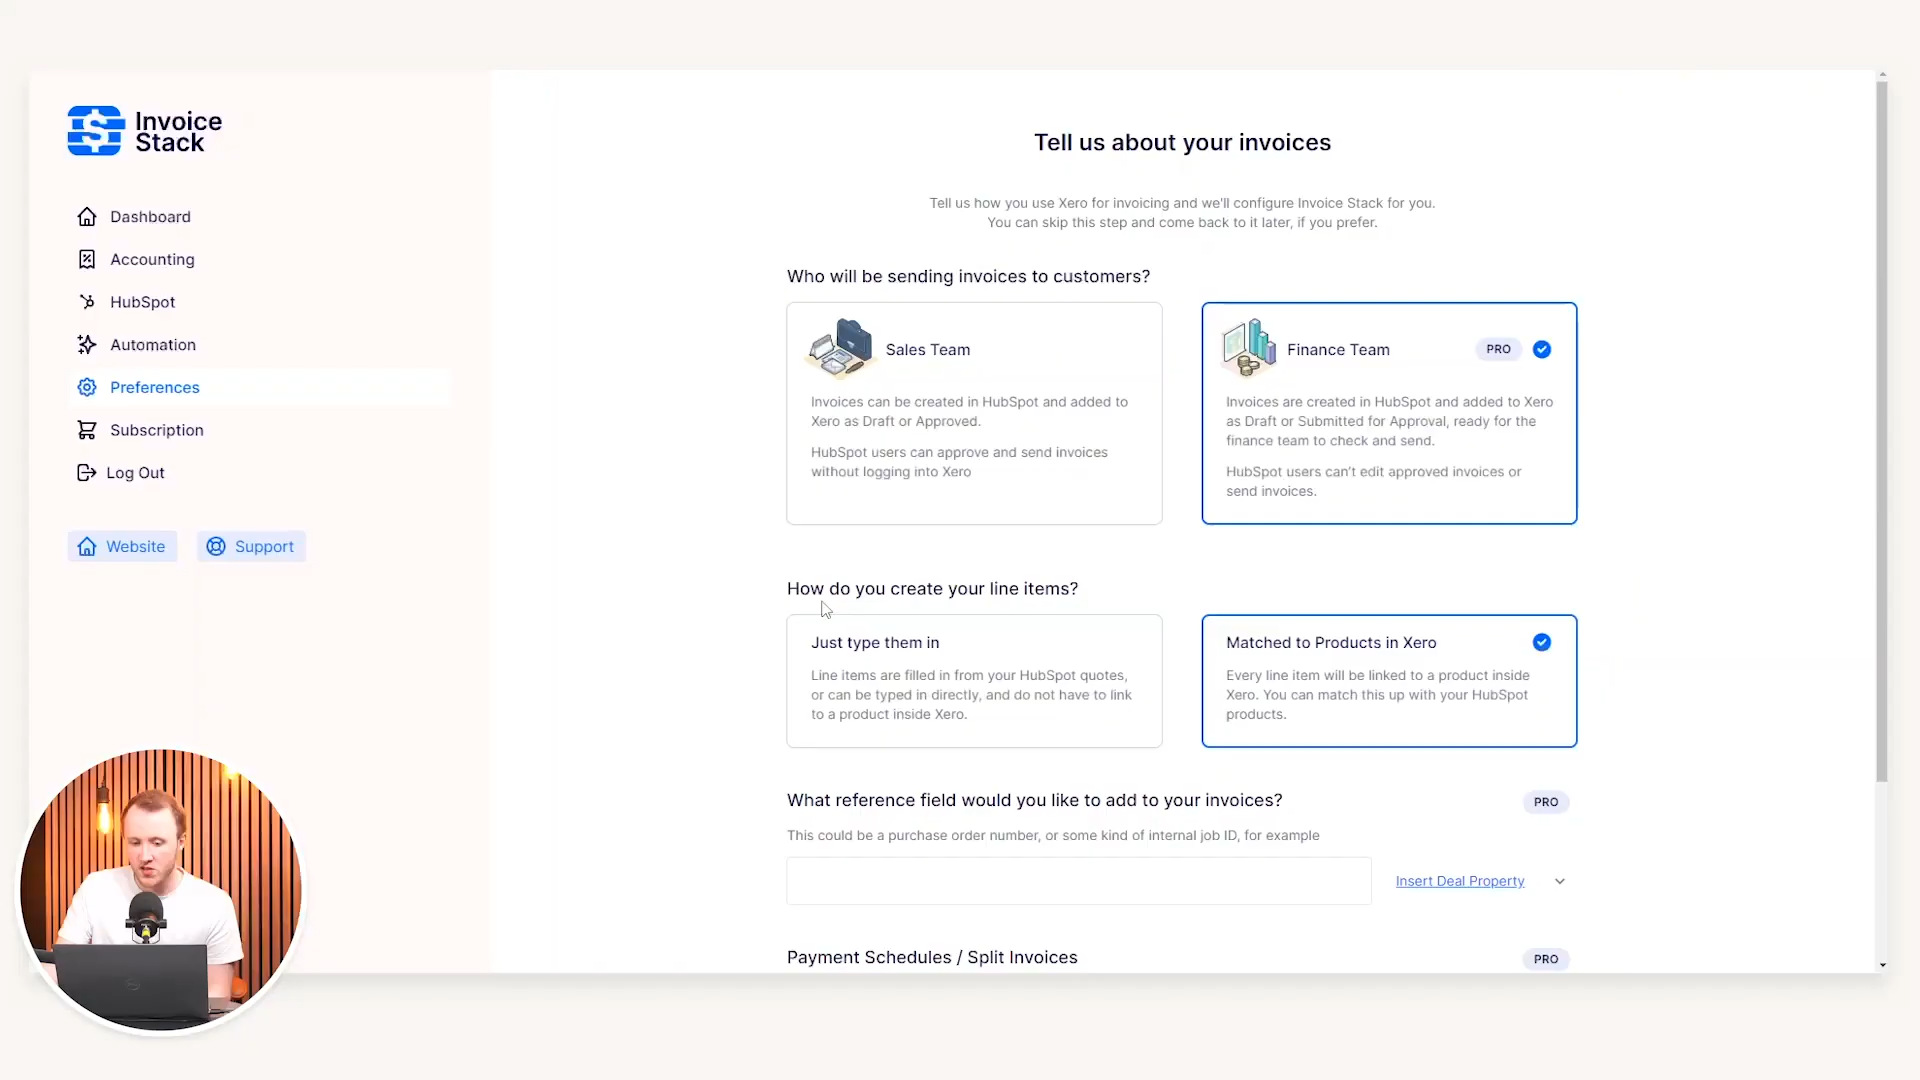 Invoice
Stack
Dashboard
Accounting
HubSpot
Automation
Preferences
Subscription
Log Out
Website
Support
Tell us about your invoices
Tell us how you use Xero for invoicing and we'll configure Invoice Stack for you.
You can skip this step and come back to it later, if you prefer.
Who will be sending invoices to customers?
Sales Team
Invoices can be created in HubSpot and added to
Xero as Draft or Approved.
HubSpot users can approve and send invoices
without logging into Xero
Finance Team
PRO
Invoices are created in HubSpot and added to Xero
as Draft or Submitted for Approval, ready for the
finance team to check and send.
HubSpot users can't edit approved invoices or
send invoices.
How do you create your line items?
Just type them in
Line items are filled in from your HubSpot quotes,
or can be typed in directly, and do not have to link
to a product inside Xero.
Matched to Products in Xero
Every line item will be linked to a product inside
Xero. You can match this up with your HubSpot
products.
What reference field would you like to add to your invoices?
PRO
This could be a purchase order number, or some kind of internal job ID, for example
Insert Deal Property
Payment Schedules / Split Invoices
PRO